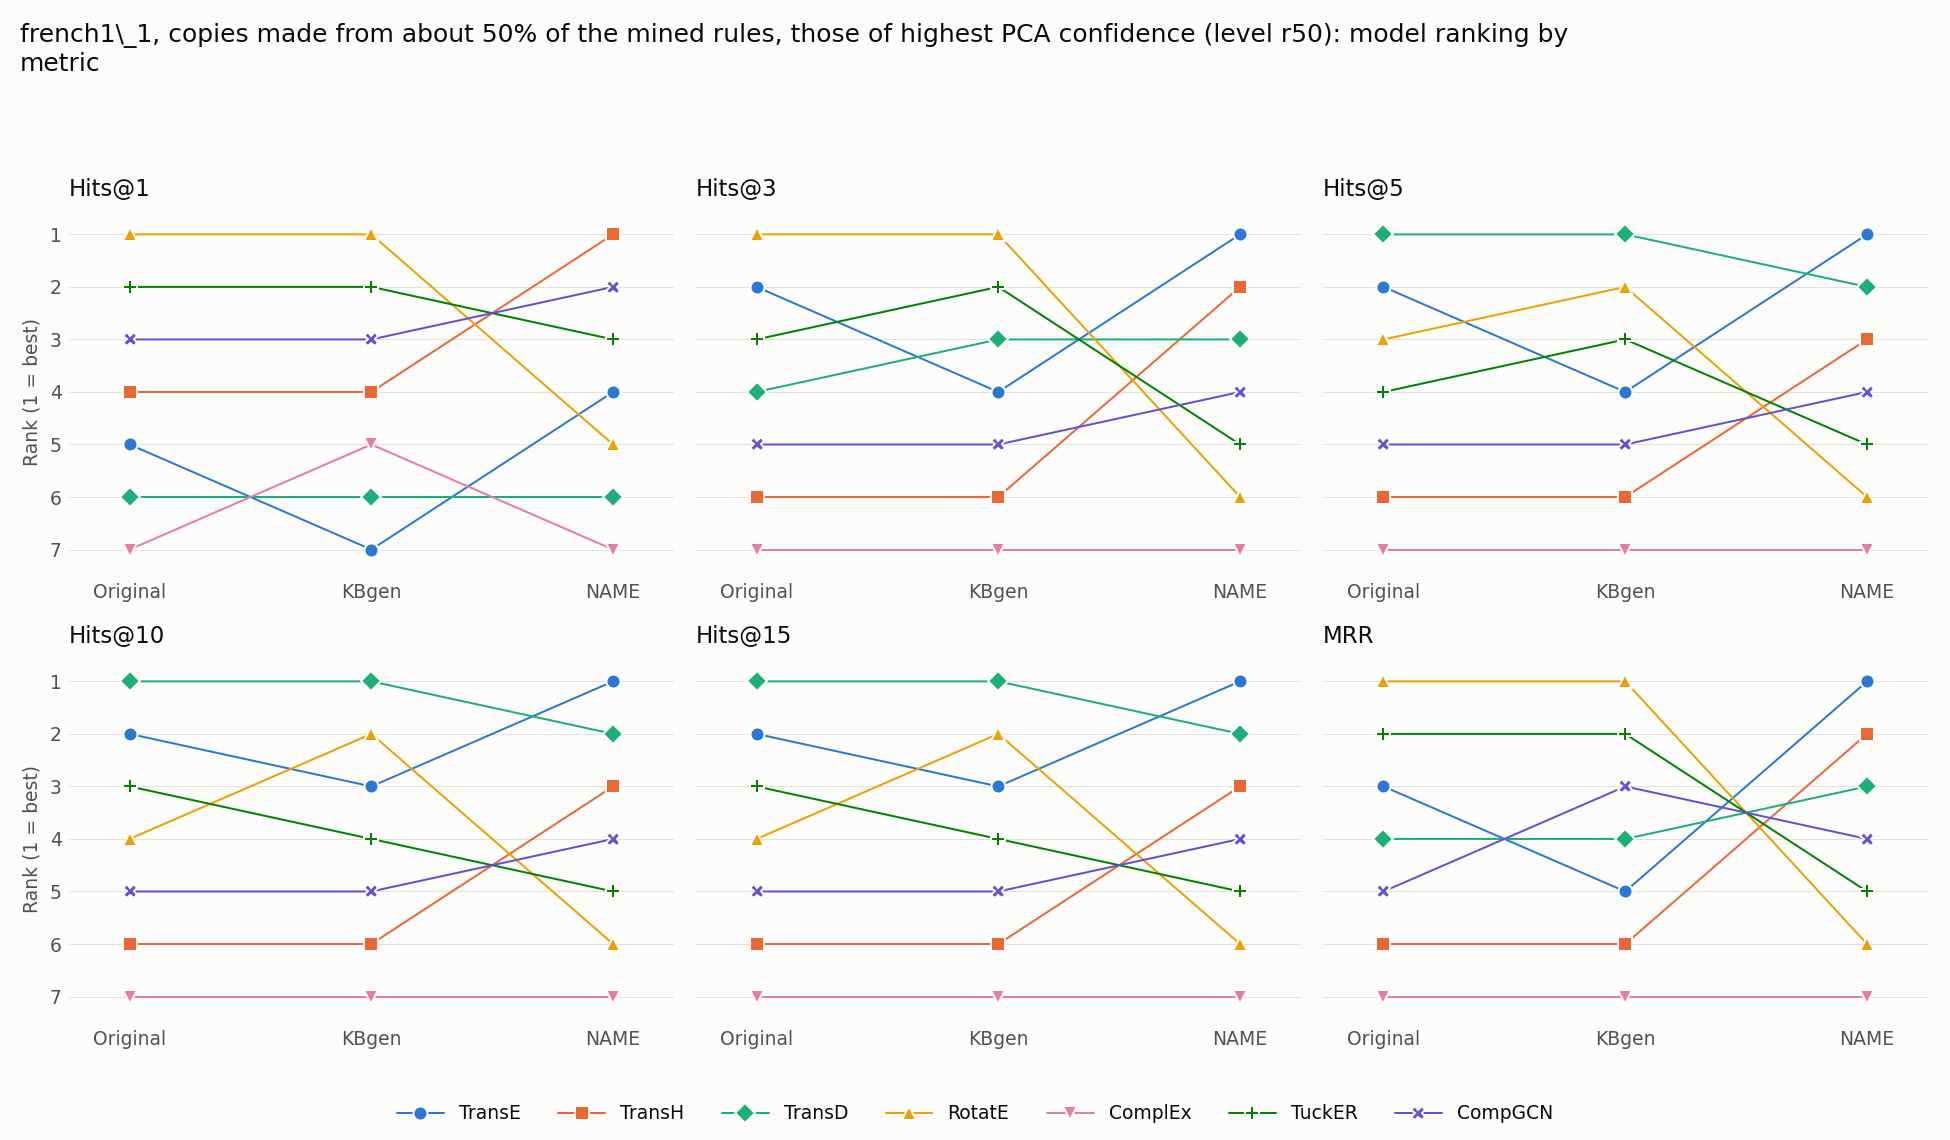 french1\_1, copies made from about 50% of the mined rules, those of highest PCA confidence (level r50): model ranking by
metric
Hits@1
Hits@3
Hits@5
Rank (1 = best)
1
2
3
4
5
6
7
Original
KBgen
NAME
Original
KBgen
NAME
Original
KBgen
NAME
Hits@10
Hits@15
MRR
Rank (1 = best)
1
2
3
4
5
6
7
Original
KBgen
NAME
Original
KBgen
NAME
Original
KBgen
NAME
TransE
TransH
TransD
RotatE
ComplEx
TuckER
CompGCN